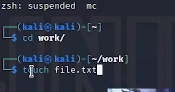 zsh: suspended  mc
┌──(kali㉿kali)-[~]
└─$ cd work/
┌──(kali㉿kali)-[~/work]
└─$ touch file.txt